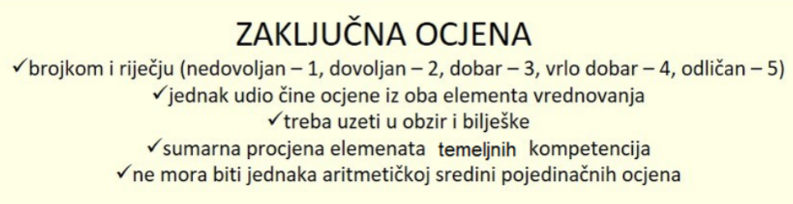 ZAKLJUČNA OCJENA
✓brojkom i riječju (nedovoljan – 1, dovoljan – 2, dobar – 3, vrlo dobar – 4, odličan – 5)
✓jednak udio čine ocjene iz oba elementa vrednovanja
✓treba uzeti u obzir i bilješke
✓sumarna procjena elemenata temeljnih kompetencija
✓ne mora biti jednaka aritmetičkoj sredini pojedinačnih ocjena